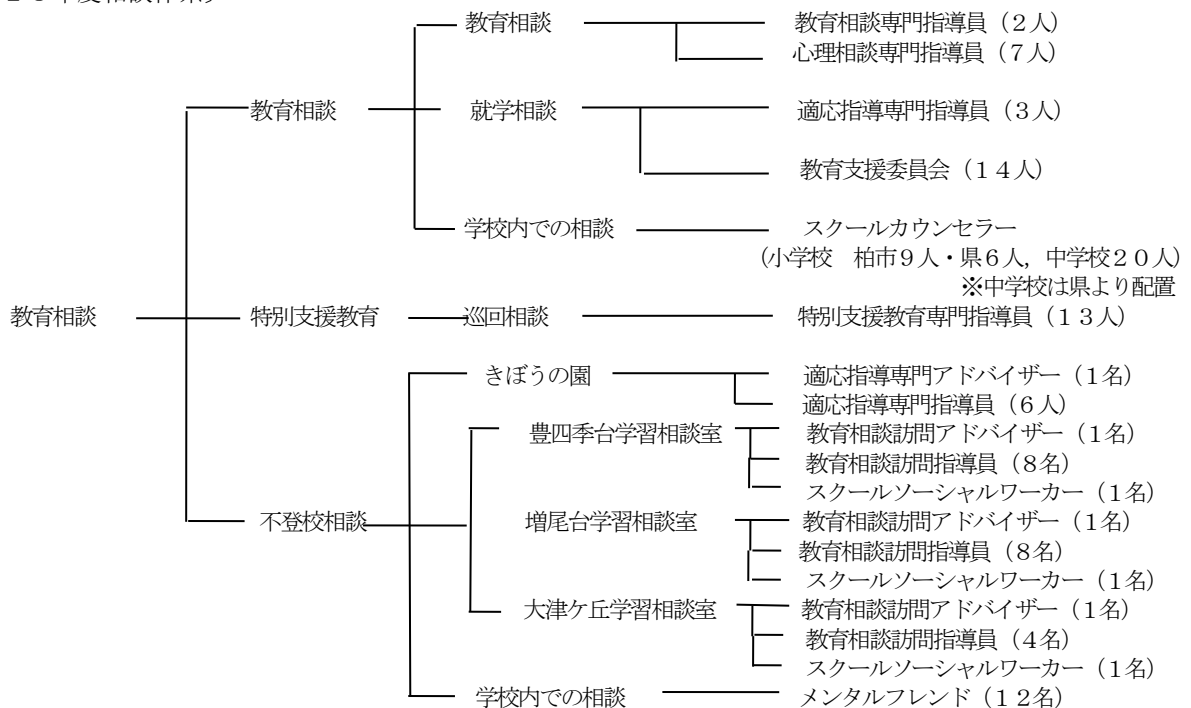 教育相談 教育相談専門指導員（２人）
心理相談専門指導員（７人）
教育相談 就学相談 適応指導専門指導員（３人）
教育支援委員会（１４人）
学校内での相談 スクールカウンセラー
（小学校　柏市９人・県６人，中学校２０人）
※中学校は県より配置
教育相談 特別支援教育 巡回相談 特別支援教育専門指導員（１３人）
きぼうの園 適応指導専門アドバイザー（１名）
適応指導専門指導員（６人）
豊四季台学習相談室 教育相談訪問アドバイザー（１名）
教育相談訪問指導員（８名）
スクールソーシャルワーカー（１名）
不登校相談 増尾台学習相談室 教育相談訪問アドバイザー（１名）
教育相談訪問指導員（８名）
スクールソーシャルワーカー（１名）
大津ケ丘学習相談室 教育相談訪問アドバイザー（１名）
教育相談訪問指導員（４名）
スクールソーシャルワーカー（１名）
学校内での相談 メンタルフレンド（１２名）